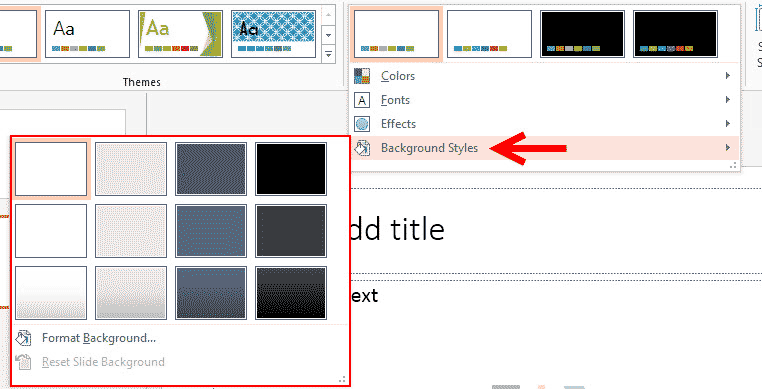 Aa
Aa
Aa
Themes
Colors
Fonts
Effects
Background Styles
Format Background...
Reset Slide Background
dd title
ext